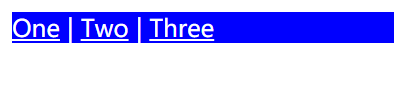 One | Two | Three